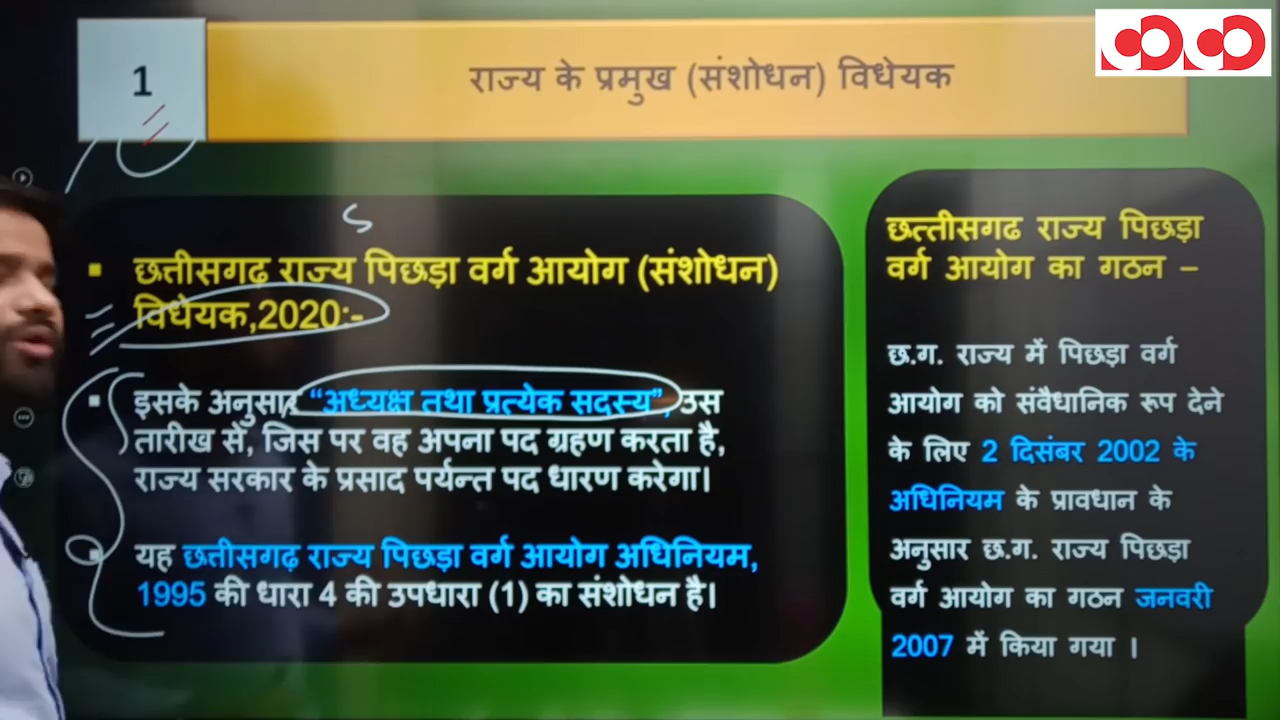 1
राज्य के प्रमुख (संशोधन) विधेयक
छत्तीसगढ़ राज्य पिछड़ा वर्ग आयोग (संशोधन)
विधेयक,2020:-
इसके अनुसार "अध्यक्ष तथा प्रत्येक सदस्य", उस
तारीख से, जिस पर वह अपना पद ग्रहण करता है,
राज्य सरकार के प्रसाद पर्यन्त पद धारण करेगा।
यह छत्तीसगढ़ राज्य पिछड़ा वर्ग आयोग अधिनियम,
1995 की धारा 4 की उपधारा (1) का संशोधन है।
छत्तीसगढ राज्य पिछड़ा
वर्ग आयोग का गठन –
छ.ग. राज्य में पिछड़ा वर्ग
आयोग को संवैधानिक रूप देने
के लिए 2 दिसंबर 2002 के
अधिनियम के प्रावधान के
अनुसार छ.ग. राज्य पिछड़ा
वर्ग आयोग का गठन जनवरी
2007 में किया गया ।